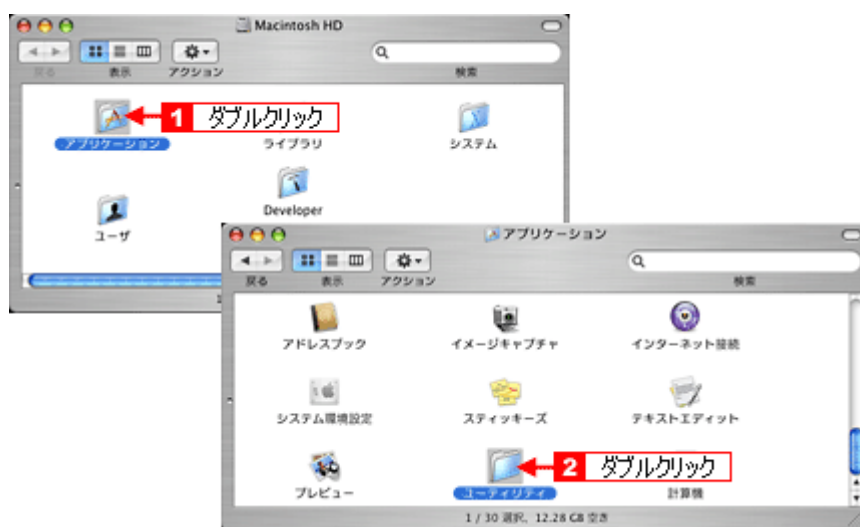 Macintosh HD
戻る 表示 アクション 検索
1 ダブルクリック
アプリケーション ライブラリ システム
ユーザ Developer
アプリケーション
戻る 表示 アクション 検索
アドレスブック イメージキャプチャ インターネット接続
システム環境設定 スティッキーズ テキストエディット
2 ダブルクリック
プレビュー ユーティリティ 計算機
1 / 30 選択、12.28 GB 空き